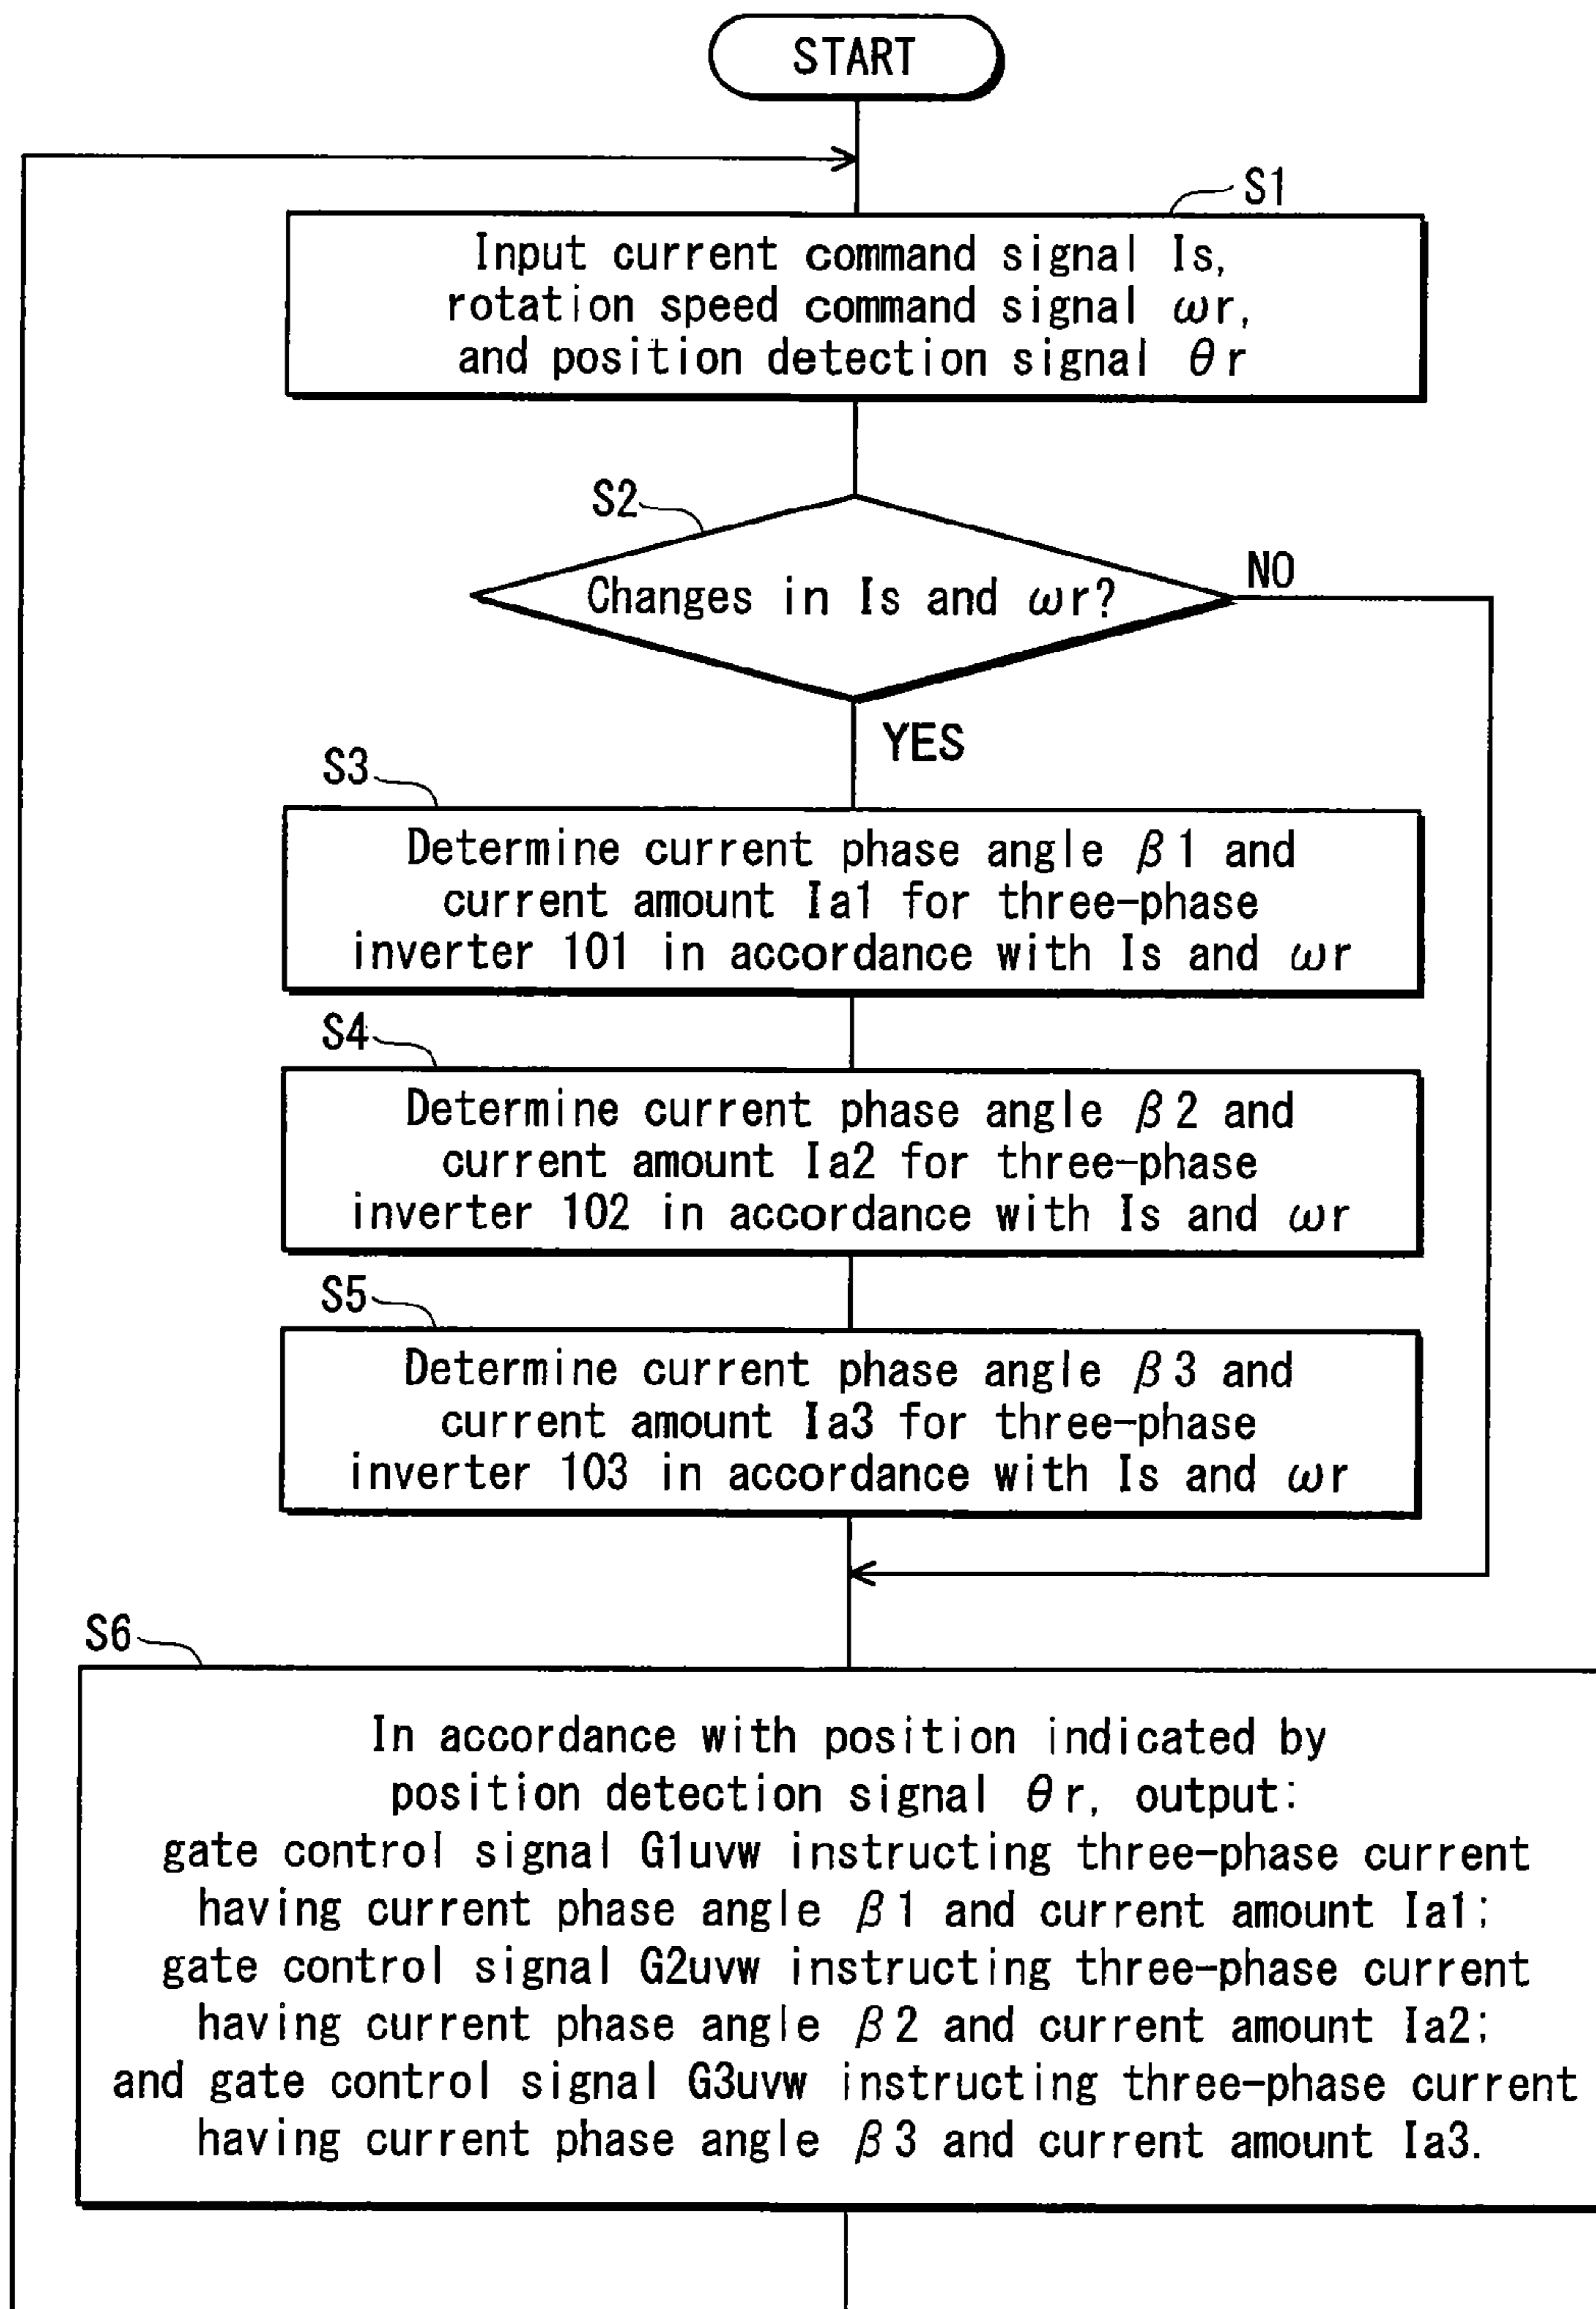 START
S1
Input current command signal Is,
rotation speed command signal ωr,
and position detection signal θr
S2
Changes in Is and ωr?
NO
YES
S3
Determine current phase angle β1 and
current amount Ia1 for three-phase
inverter 101 in accordance with Is and ωr
S4
Determine current phase angle β2 and
current amount Ia2 for three-phase
inverter 102 in accordance with Is and ωr
S5
Determine current phase angle β3 and
current amount Ia3 for three-phase
inverter 103 in accordance with Is and ωr
S6
In accordance with position indicated by
position detection signal θr, output:
gate control signal G1uvw instructing three-phase current
having current phase angle β1 and current amount Ia1;
gate control signal G2uvw instructing three-phase current
having current phase angle β2 and current amount Ia2;
and gate control signal G3uvw instructing three-phase current
having current phase angle β3 and current amount Ia3.